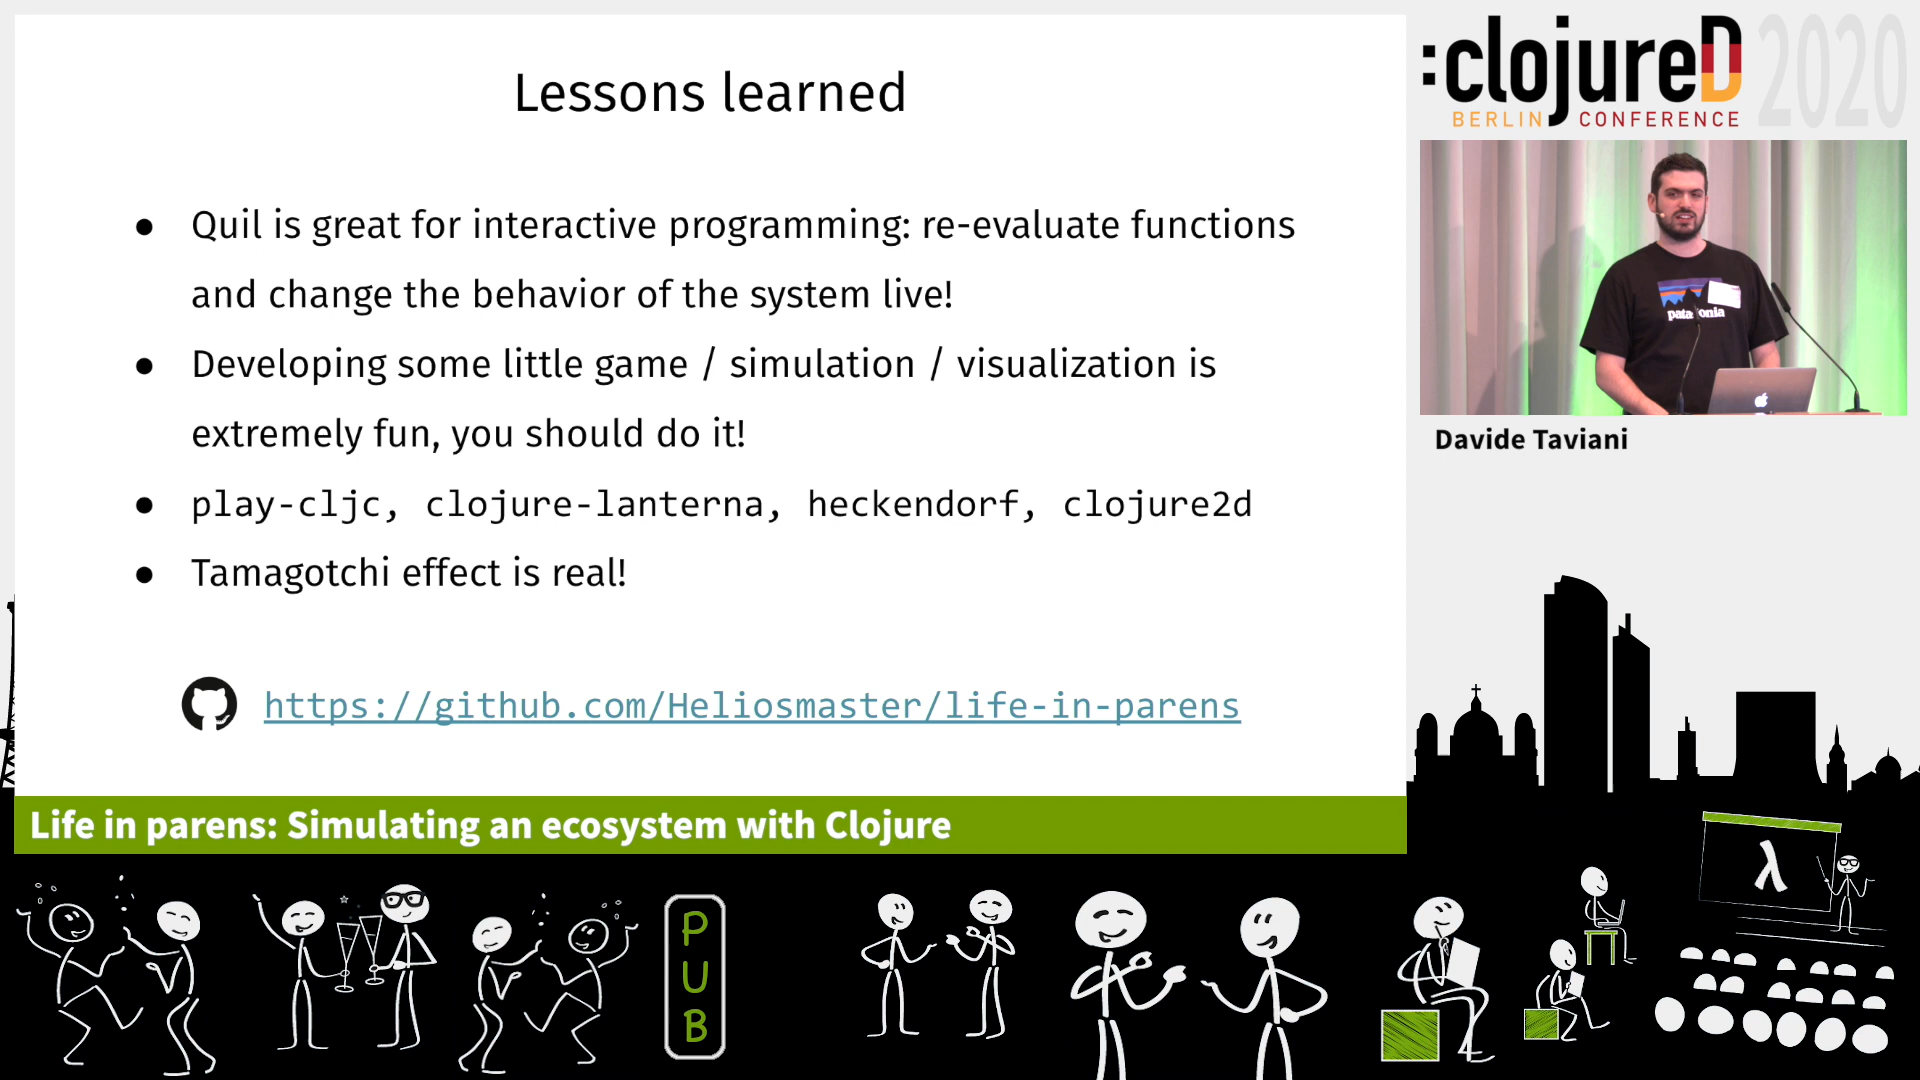 Lessons learned
● Quil is great for interactive programming: re-evaluate functions
and change the behavior of the system live!
● Developing some little game / simulation / visualization is
extremely fun, you should do it!
● play-cljc, clojure-lanterna, heckendorf, clojure2d
● Tamagotchi effect is real!
https://github.com/Heliosmaster/life-in-parens
Life in parens: Simulating an ecosystem with Clojure
:clojureD 2020
BERLIN CONFERENCE
patagonia
Davide Taviani
PUB
λ